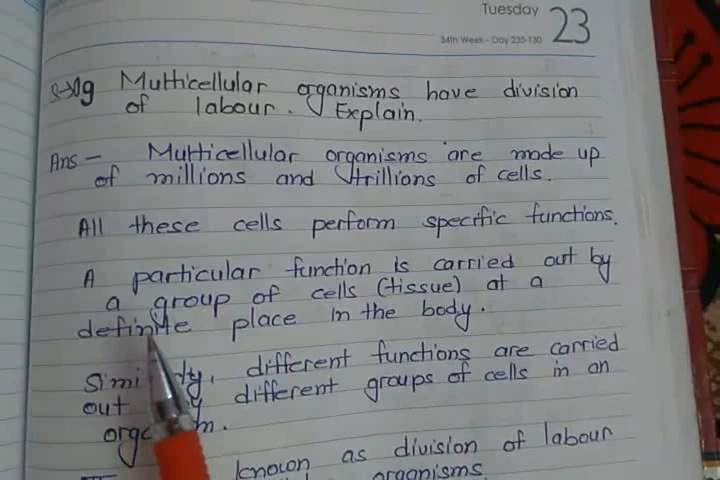 Tuesday 23
34th Week - Day 235-130
Multicellular organisms have division
of labour. Explain.
Ans - Multicellular organisms are made up
of millions and trillions of cells.
All these cells perform specific functions.
A particular function is carried out by
a group of cells (tissue) at a
definite place in the body.
different functions are carried
out different groups of cells in an
known as division of labour
organisms.